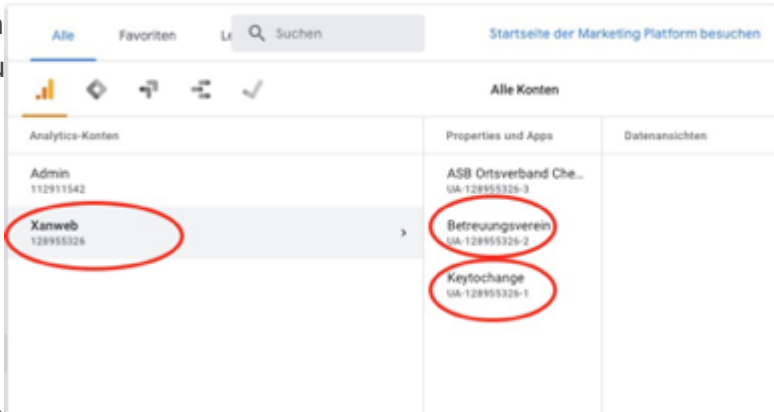 Alle Favoriten Le Suchen Startseite der Marketing Platform besuchen
Alle Konten
Analytics-Konten Properties und Apps Datenansichten
Admin
112911542
Xanweb
128955326
ASB Ortsverband Che...
UA-128955326-3
Betreuungsverein
UA-128955326-2
Keytochange
UA-128955326-1